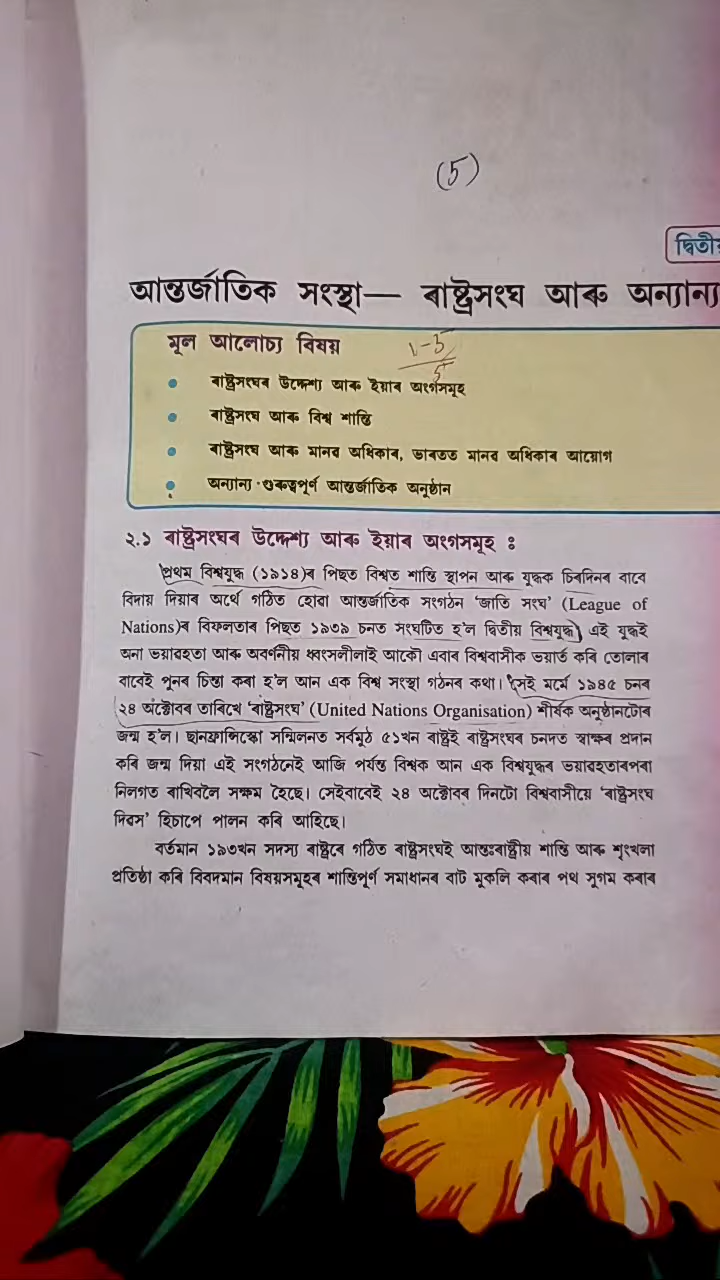 (5)
দ্বিতীয়
আন্তৰ্জাতিক সংস্থা— ৰাষ্ট্ৰসংঘ আৰু অন্যান্য
মূল আলোচ্য বিষয়
১-5
5
• ৰাষ্ট্ৰসংঘৰ উদ্দেশ্য আৰু ইয়াৰ অংগসমূহ
• ৰাষ্ট্ৰসংঘ আৰু বিশ্ব শান্তি
• ৰাষ্ট্ৰসংঘ আৰু মানৱ অধিকাৰ, ভাৰতত মানৱ অধিকাৰ আয়োগ
• অন্যান্য গুৰুত্বপূৰ্ণ আন্তৰ্জাতিক অনুষ্ঠান
২.১ ৰাষ্ট্ৰসংঘৰ উদ্দেশ্য আৰু ইয়াৰ অংগসমূহ :
প্ৰথম বিশ্বযুদ্ধ (১৯১৪)ৰ পিছত বিশ্বত শান্তি স্থাপন আৰু যুদ্ধক চিৰদিনৰ বাবে
বিদায় দিয়াৰ অৰ্থে গঠিত হোৱা আন্তৰ্জাতিক সংগঠন ‘জাতি সংঘ’ (League of
Nations)ৰ বিফলতাৰ পিছত ১৯৩৯ চনত সংঘটিত হ’ল দ্বিতীয় বিশ্বযুদ্ধ। এই যুদ্ধই
অনা ভয়াৱহতা আৰু অবৰ্ণনীয় ধ্বংসলীলাই আকৌ এবাৰ বিশ্ববাসীক ভয়াৰ্ত কৰি তোলাৰ
বাবেই পুনৰ চিন্তা কৰা হ’ল আন এক বিশ্ব সংস্থা গঠনৰ কথা। সেই মৰ্মে ১৯৪৫ চনৰ
২৪ অক্টোবৰ তাৰিখে ‘ৰাষ্ট্ৰসংঘ’ (United Nations Organisation) শীৰ্ষক অনুষ্ঠানটোৰ
জন্ম হ’ল। ছানফ্ৰান্সিস্কো সন্মিলনত সৰ্বমুঠ ৫১খন ৰাষ্ট্ৰই ৰাষ্ট্ৰসংঘৰ চনদত স্বাক্ষৰ প্ৰদান
কৰি জন্ম দিয়া এই সংগঠনেই আজি পৰ্যন্ত বিশ্বক আন এক বিশ্বযুদ্ধৰ ভয়াৱহতাৰপৰা
নিলগত ৰাখিবলৈ সক্ষম হৈছে। সেইবাবেই ২৪ অক্টোবৰ দিনটো বিশ্ববাসীয়ে ‘ৰাষ্ট্ৰসংঘ
দিৱস’ হিচাপে পালন কৰি আহিছে।
বৰ্তমান ১৯৩খন সদস্য ৰাষ্ট্ৰৰে গঠিত ৰাষ্ট্ৰসংঘই আন্তঃৰাষ্ট্ৰীয় শান্তি আৰু শৃংখলা
প্ৰতিষ্ঠা কৰি বিবদমান বিষয়সমূহৰ শান্তিপূৰ্ণ সমাধানৰ বাট মুকলি কৰাৰ পথ সুগম কৰাৰ